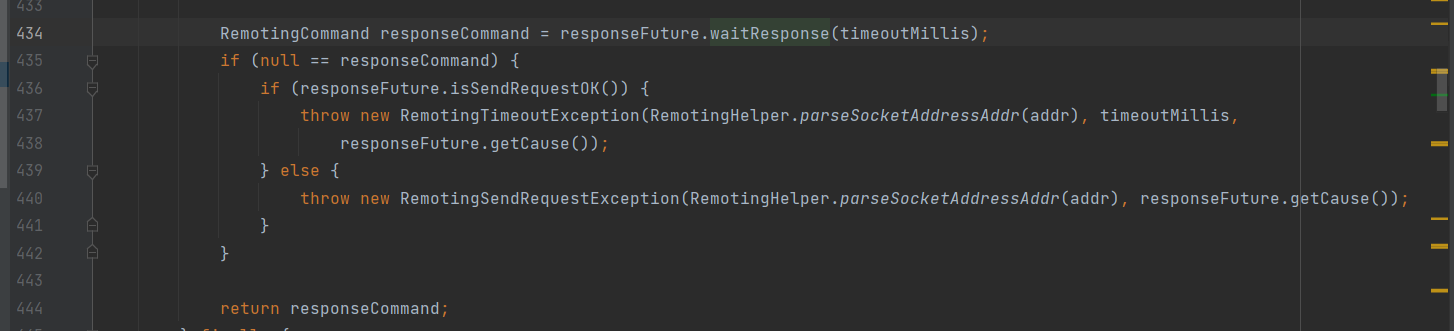 433
434 RemotingCommand responseCommand = responseFuture.waitResponse(timeoutMillis);
435 if (null == responseCommand) {
436 if (responseFuture.isSendRequestOK()) {
437 throw new RemotingTimeoutException(RemotingHelper.parseSocketAddressAddr(addr), timeoutMillis,
438 responseFuture.getCause());
439 } else {
440 throw new RemotingSendRequestException(RemotingHelper.parseSocketAddressAddr(addr), responseFuture.getCause());
441 }
442 }
443
444 return responseCommand;